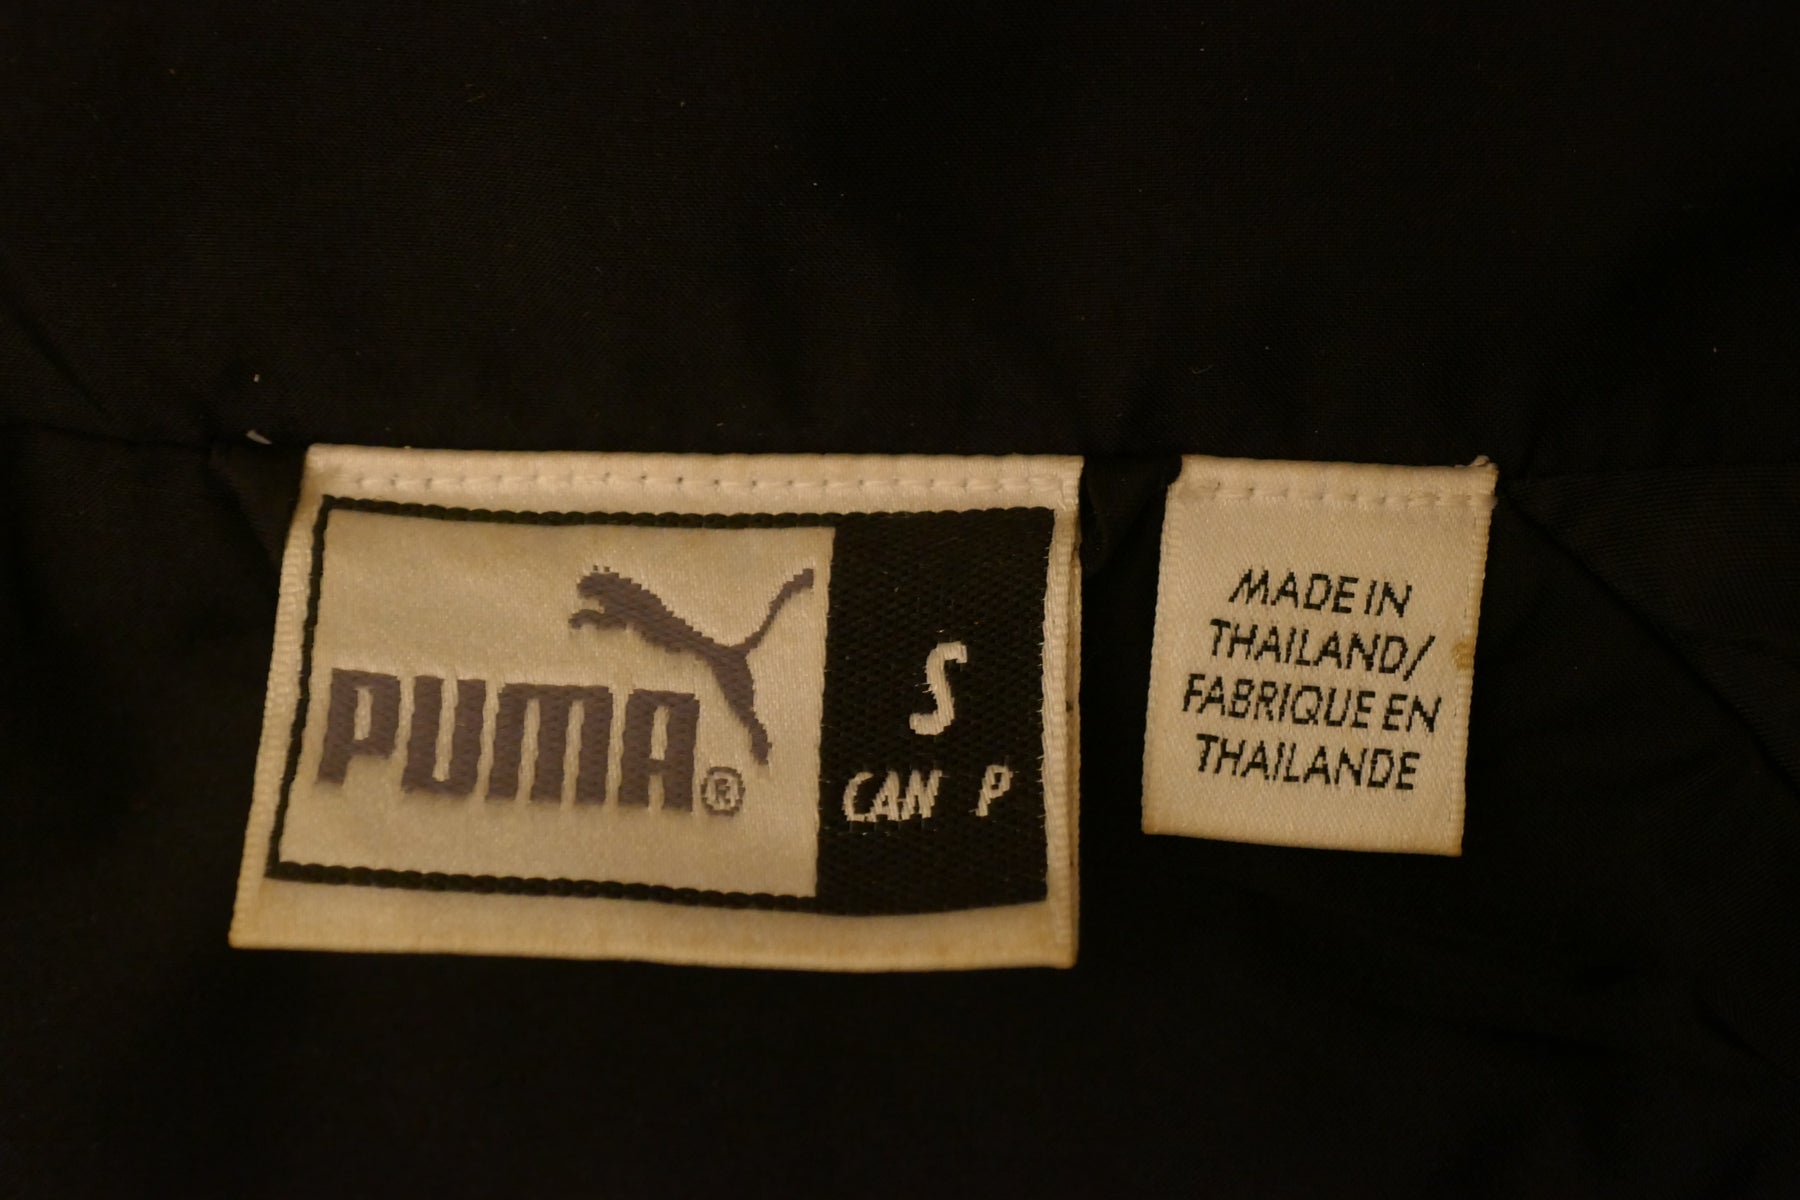 PUMA®
S
CAN P
MADE IN
THAILAND/
FABRIQUE EN
THAILANDE